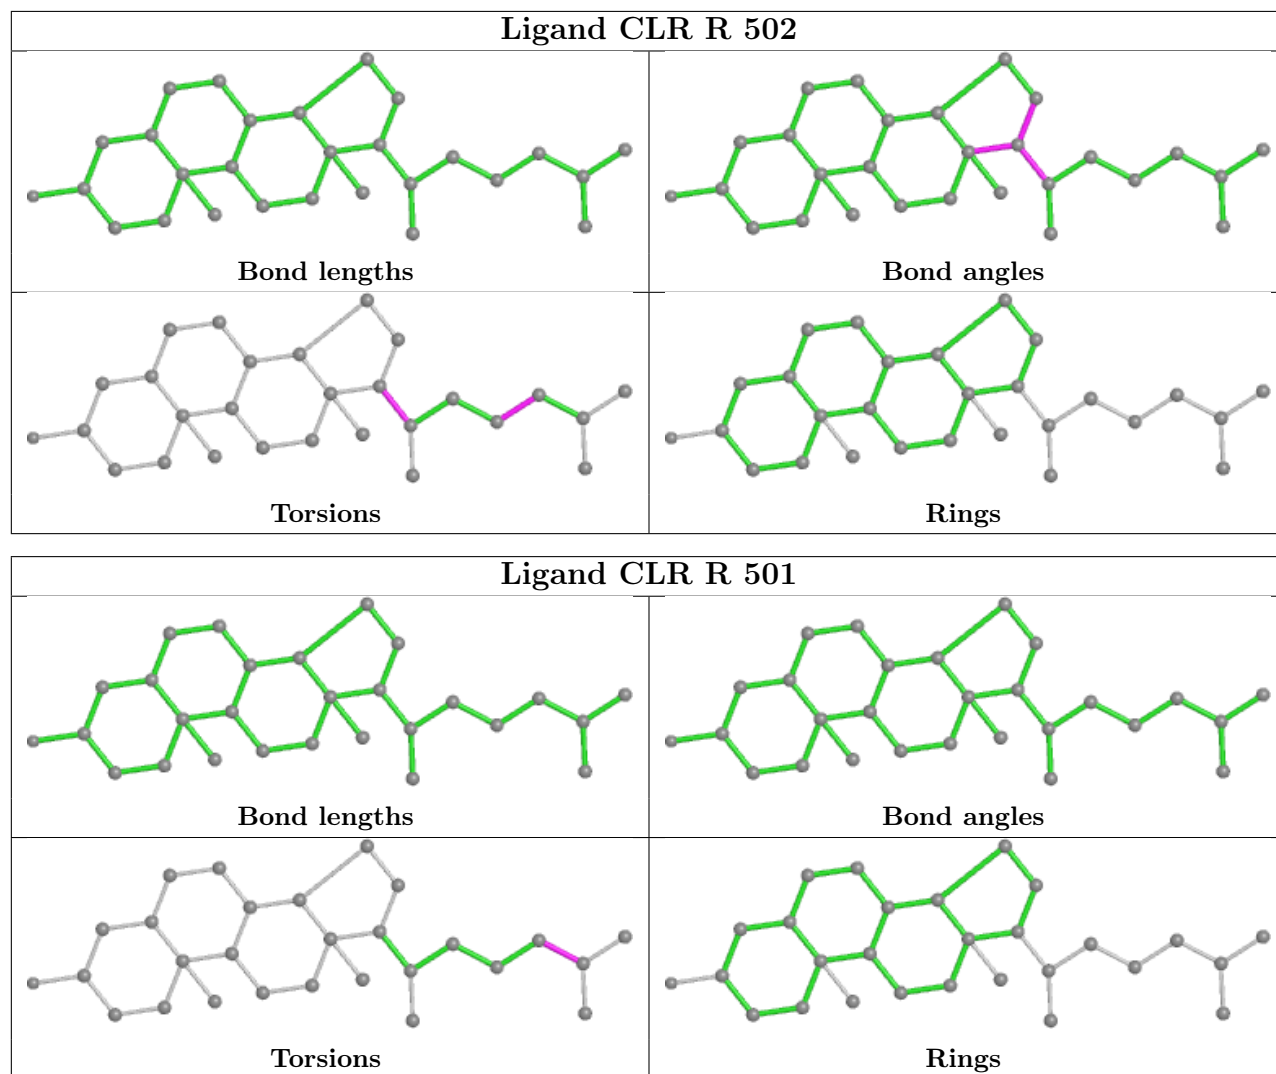 Ligand CLR R 502
Bond lengths
Bond angles
Torsions
Rings
Ligand CLR R 501
Bond lengths
Bond angles
Torsions
Rings